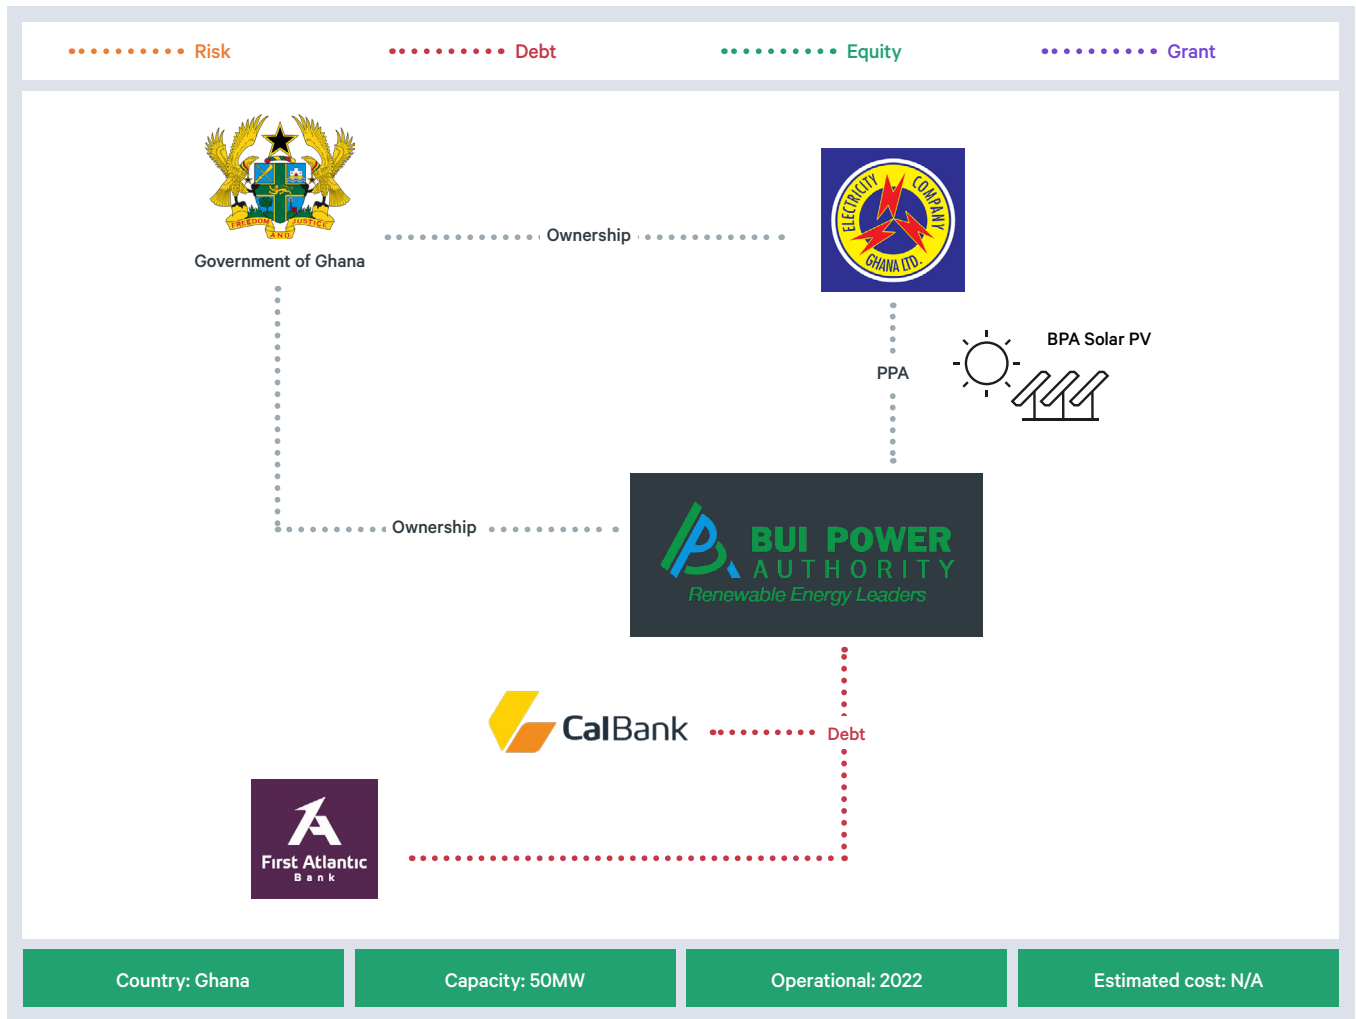 Risk
Debt
Equity
Grant
FREEDOM AND JUSTICE
Government of Ghana
Ownership
ELECTRICITY COMPANY
GHANA LTD.
BPA Solar PV
PPA
Ownership
BUI POWER
AUTHORITY
Renewable Energy Leaders
CalBank
Debt
First Atlantic
Bank
Country: Ghana
Capacity: 50MW
Operational: 2022
Estimated cost: N/A